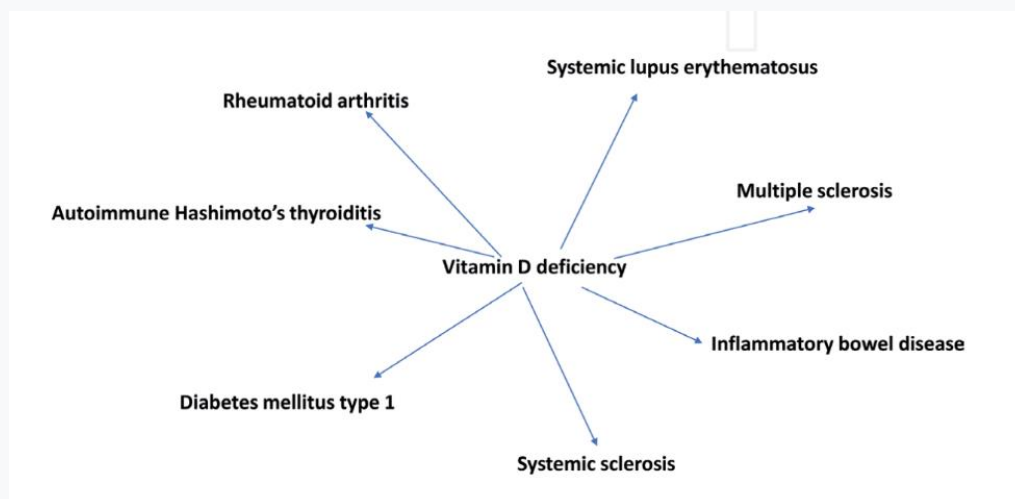 Systemic lupus erythematosus
Rheumatoid arthritis
Multiple sclerosis
Autoimmune Hashimoto’s thyroiditis
Vitamin D deficiency
Inflammatory bowel disease
Diabetes mellitus type 1
Systemic sclerosis